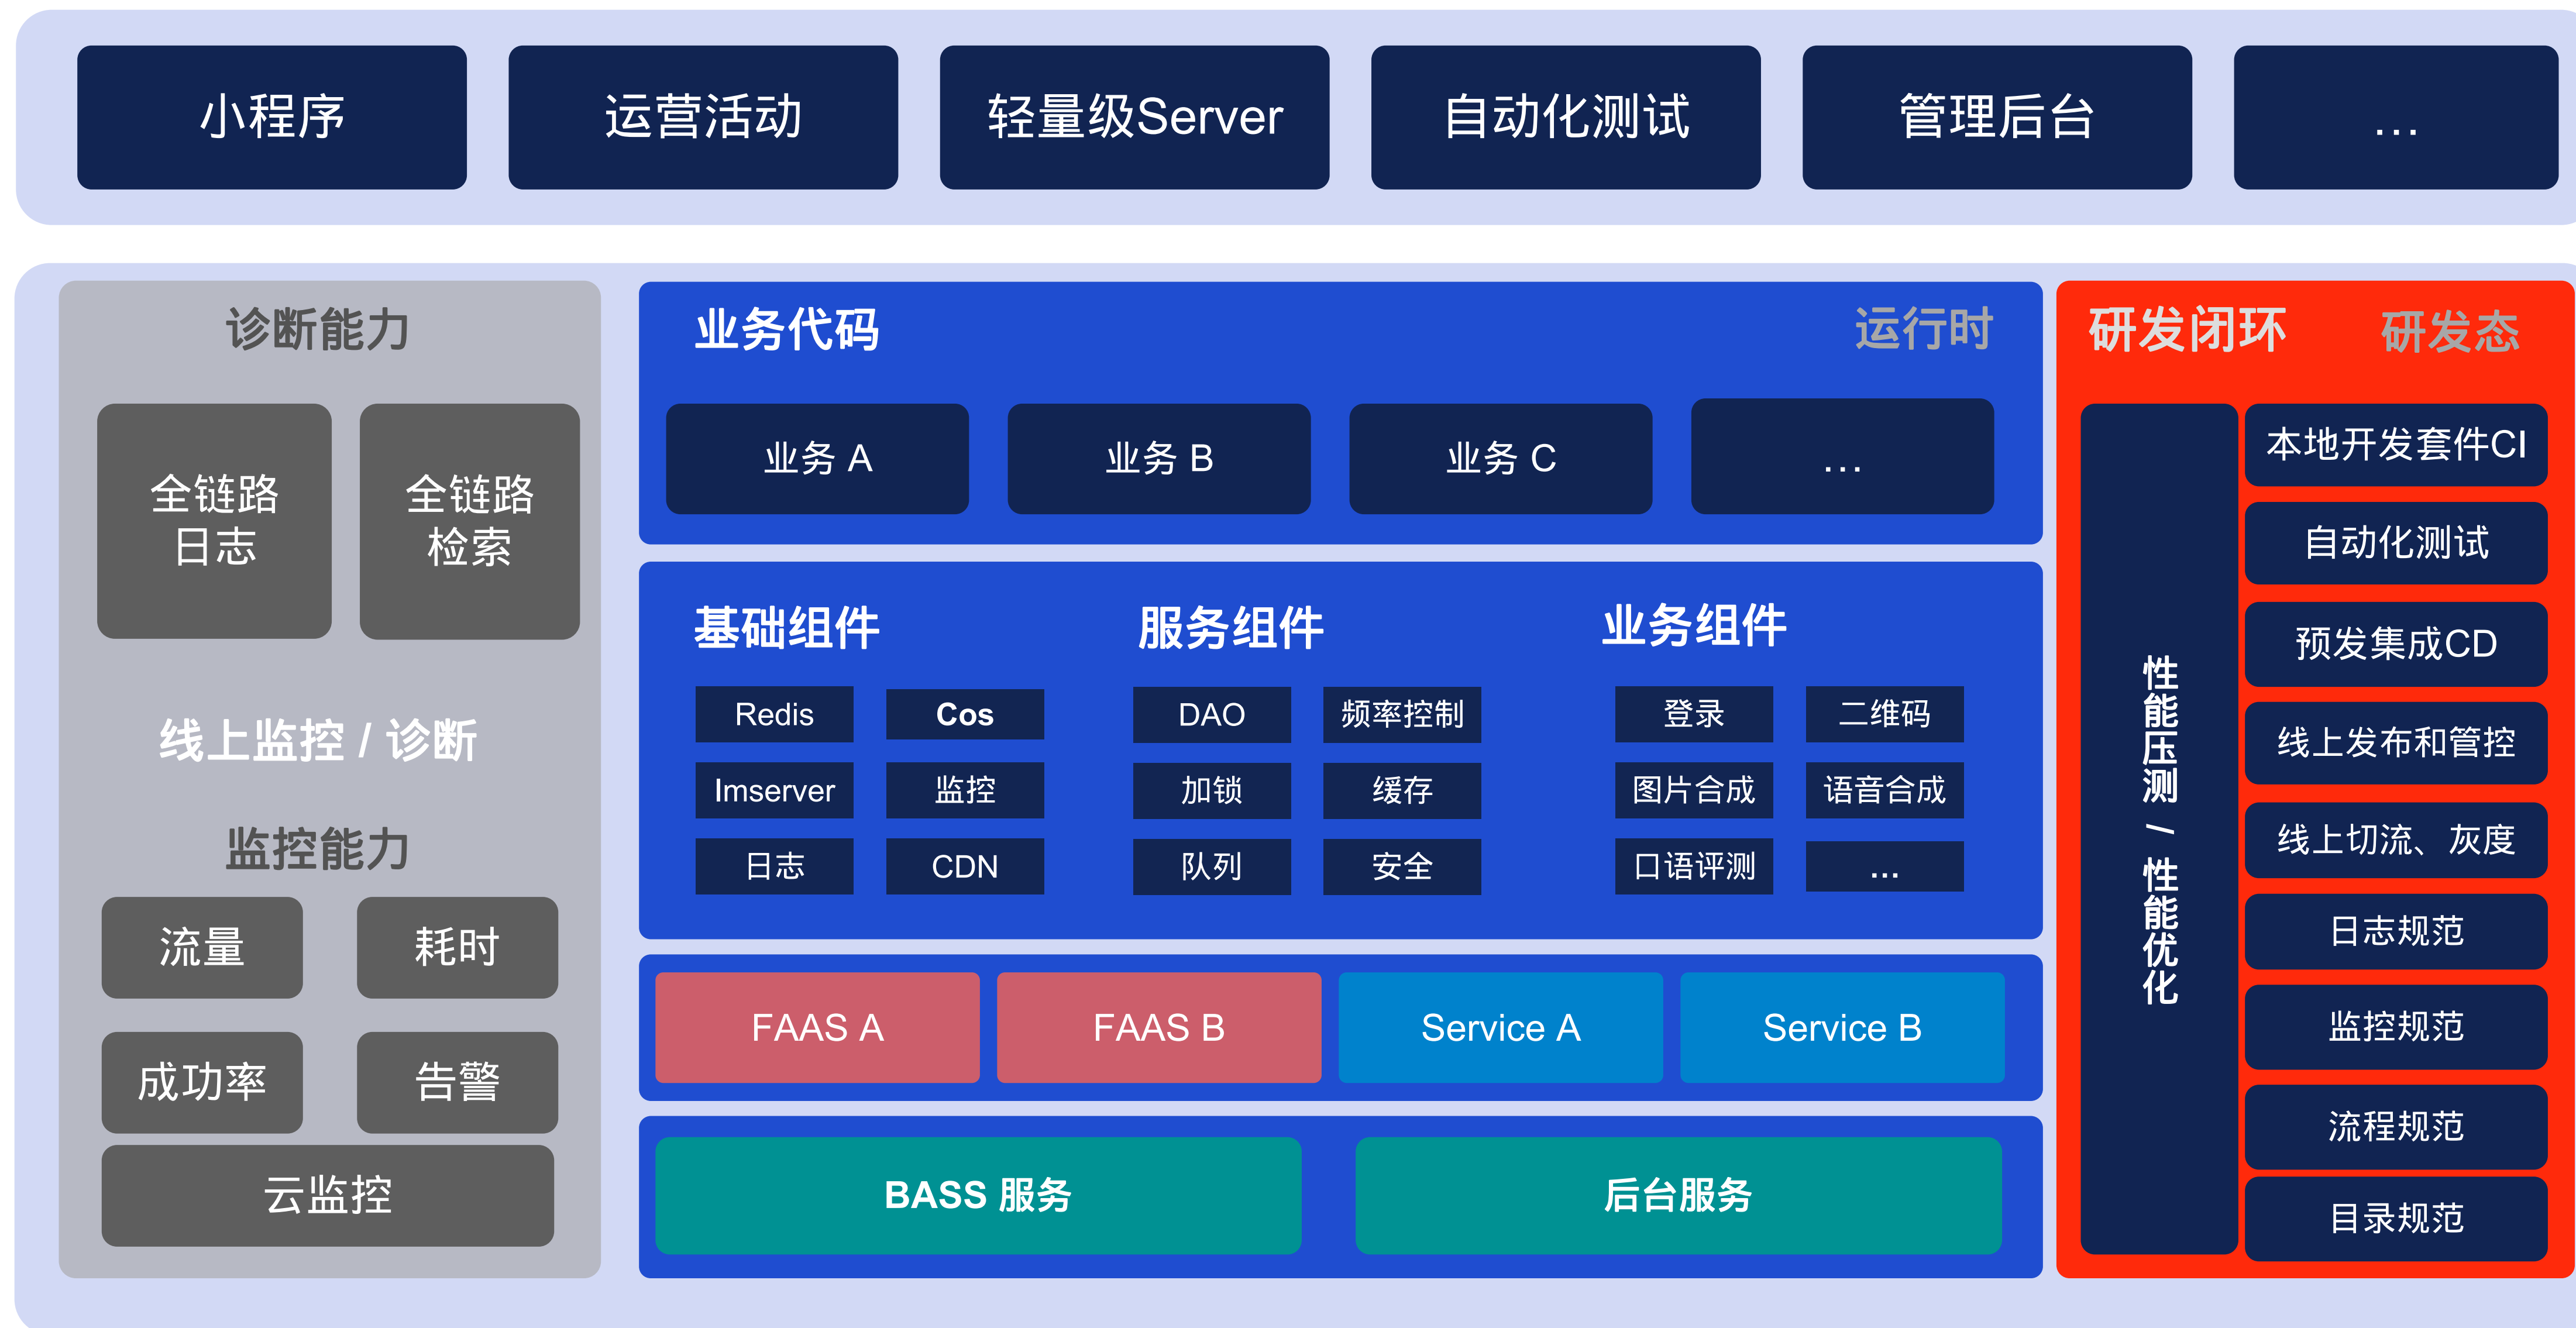 小程序
运营活动
轻量级Server
自动化测试
管理后台
...
诊断能力
全链路
日志
全链路
检索
线上监控 / 诊断
监控能力
流量
耗时
成功率
告警
云监控
业务代码
运行时
业务 A
业务 B
业务 C
...
基础组件
Redis
Cos
Imserver
监控
日志
CDN
服务组件
DAO
频率控制
加锁
缓存
队列
安全
业务组件
登录
二维码
图片合成
语音合成
口语评测
...
FAAS A
FAAS B
Service A
Service B
BASS 服务
后台服务
研发闭环
研发态
性能压测 / 性能优化
本地开发套件CI
自动化测试
预发集成CD
线上发布和管控
线上切流、灰度
日志规范
监控规范
流程规范
目录规范